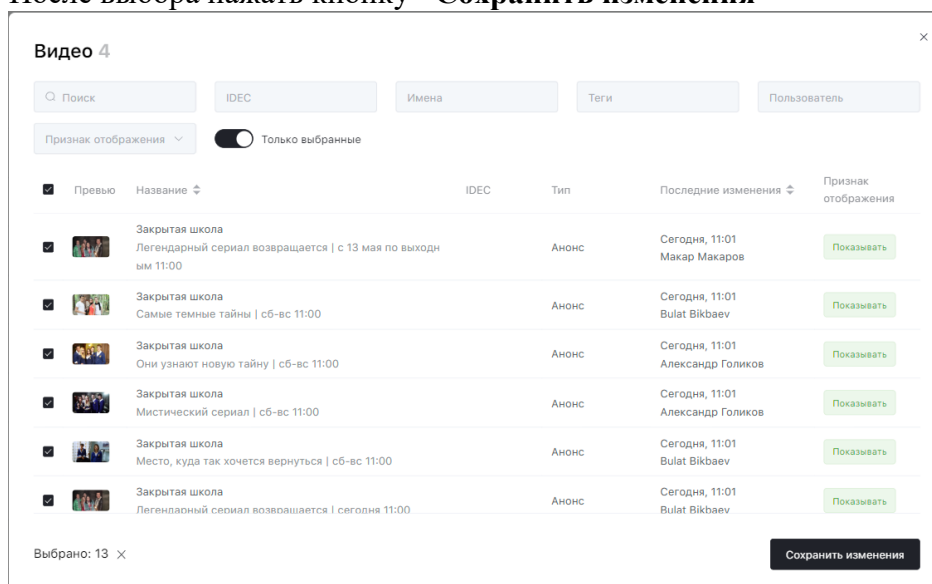 После выбора нажать кнопку "Сохранить изменения"
Видео 4
Поиск IDEC Имена Теги Пользователь
Признак отображения Только выбранные
Превью Название IDEC Тип Последние изменения Признак
отображения
Закрытая школа
Легендарный сериал возвращается | с 13 мая по выходн
ым 11:00
Анонс
Сегодня, 11:01
Макар Макаров
Показывать
Закрытая школа
Самые темные тайны | сб-вс 11:00
Анонс
Сегодня, 11:01
Bulat Bikbaev
Показывать
Закрытая школа
Они узнают новую тайну | сб-вс 11:00
Анонс
Сегодня, 11:01
Александр Голиков
Показывать
Закрытая школа
Мистический сериал | сб-вс 11:00
Анонс
Сегодня, 11:01
Александр Голиков
Показывать
Закрытая школа
Место, куда так хочется вернуться | сб-вс 11:00
Анонс
Сегодня, 11:01
Bulat Bikbaev
Показывать
Закрытая школа
Легендарный сериал возвращается | сегодня 11:00
Анонс
Сегодня, 11:01
Bulat Bikbaev
Показывать
Выбрано: 13
Сохранить изменения